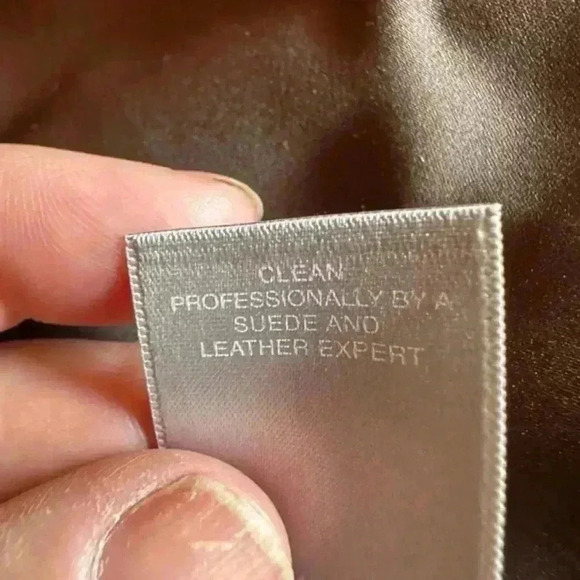 CLEAN
PROFESSIONALLY BY A
SUEDE AND
LEATHER EXPERT